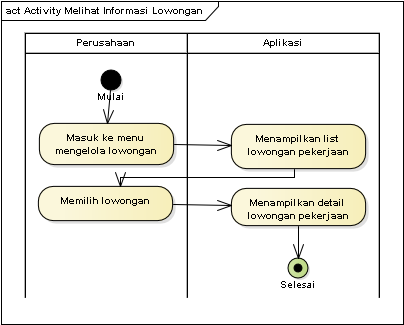 act Activity Melihat Informasi Lowongan
Perusahaan
Aplikasi
Mulai
Masuk ke menu
mengelola lowongan
Menampilkan list
lowongan pekerjaan
Memilih lowongan
Menampilkan detail
lowongan pekerjaan
Selesai